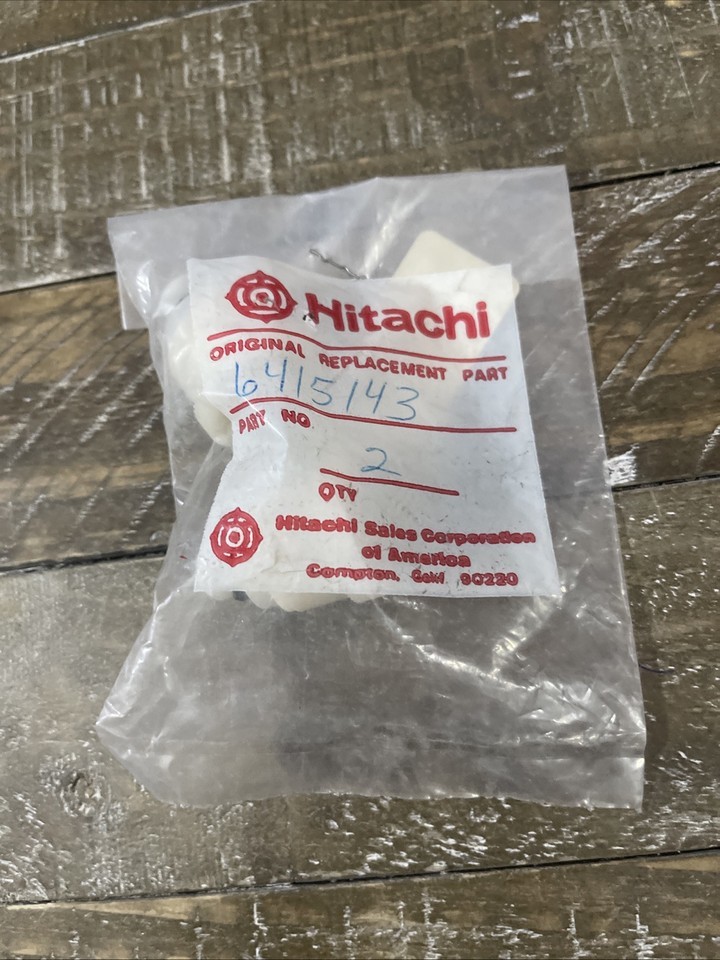 Hitachi
ORIGINAL REPLACEMENT PART
6415143
PART NO
2
QTY
Hitachi Sales Corporation
of America
Compton, Calif. 90220